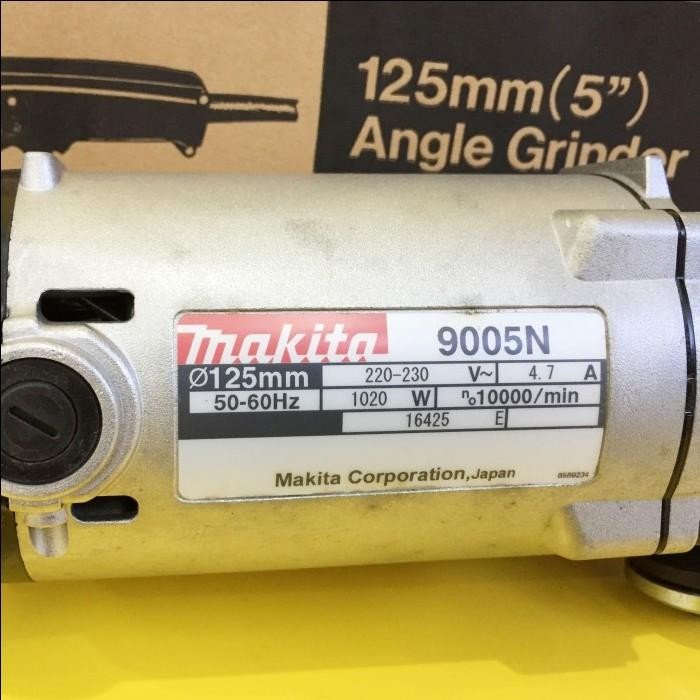 125mm(5”)
Angle Grinder
makita 9005N
Ø125mm 220-230 V~ 4.7 A
50-60Hz 1020 W n₀10000/min
16425 E
Makita Corporation,Japan 8589234